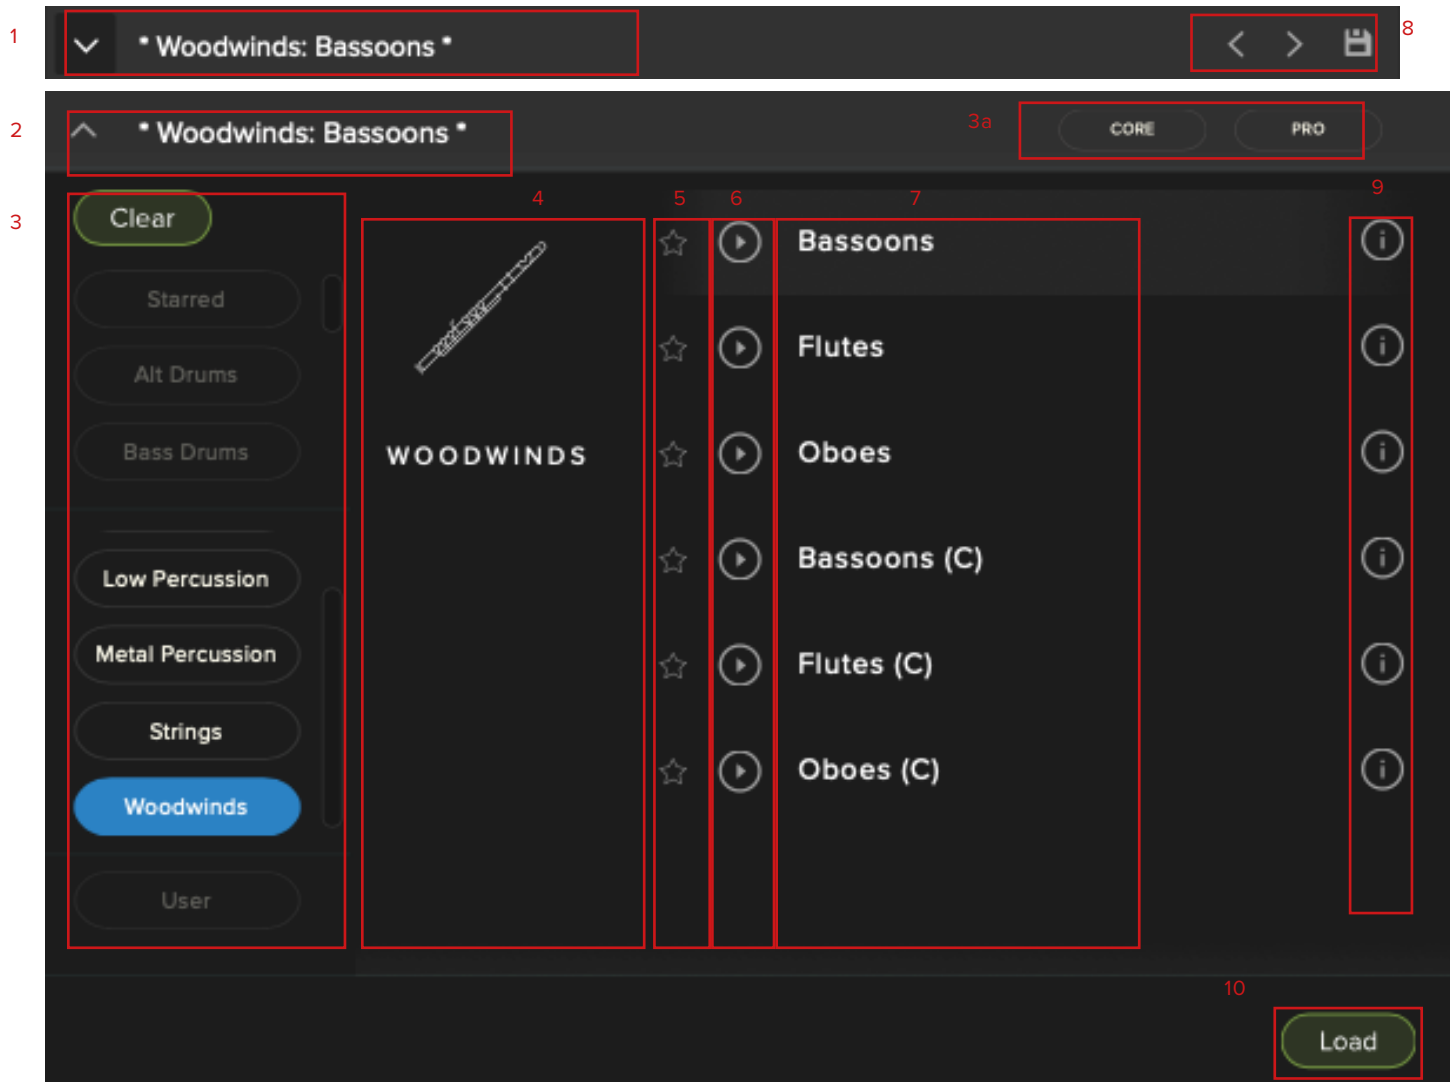 1
* Woodwinds: Bassoons *
8
2
* Woodwinds: Bassoons *
3a
CORE
PRO
3
Clear
Starred
Alt Drums
Bass Drums
Low Percussion
Metal Percussion
Strings
Woodwinds
User
4
WOODWINDS
5
6
7
9
Bassoons
Flutes
Oboes
Bassoons (C)
Flutes (C)
Oboes (C)
10
Load